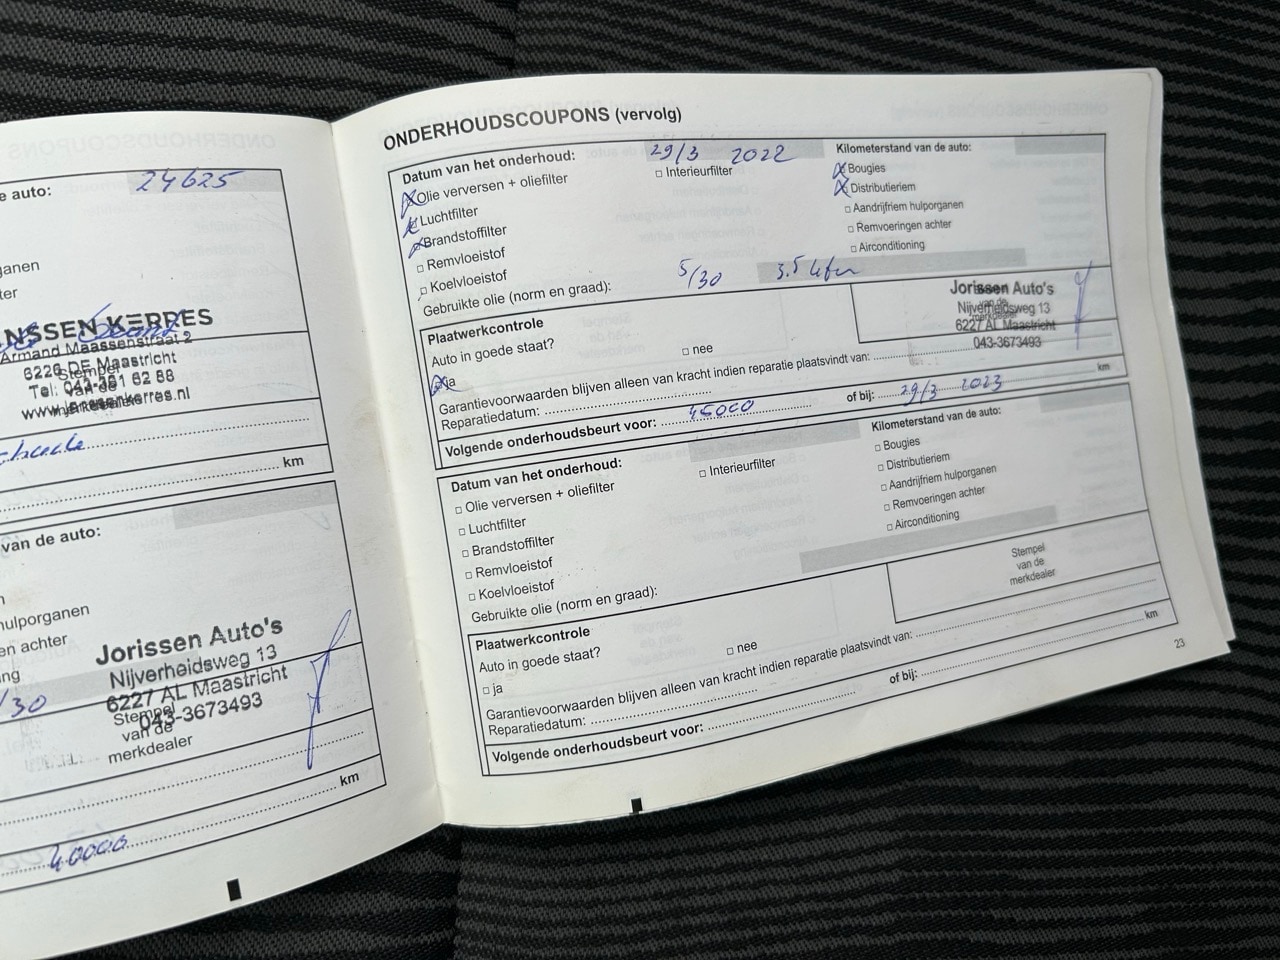 e auto: 24625
ganen
ter
NSSEN KERRES
Armand Maassenstraat 2
6226 DE Maastricht
Stempel
van de
www.janssenkerres.nl
km
van de auto:
n
hulporganen
en achter
ng
/30
Jorissen Auto's
Nijverheidsweg 13
6227 AL Maastricht
043-3673493
Stempel
van de
merkdealer
km
40000
ONDERHOUDSCOUPONS (vervolg)
Datum van het onderhoud: 29/3 2022 Kilometerstand van de auto:
Olie verversen + oliefilter Interieurfilter Bougies
Luchtfilter Distributieriem
Brandstoffilter Aandrijfriem hulporganen
Remvloeistof Remvoeringen achter
Koelvloeistof Airconditioning
Gebruikte olie (norm en graad): 5/30 3.5 liter
Plaatwerkcontrole
Auto in goede staat?
ja nee
Jorissen Auto's
Nijverheidsweg 13
6227 AL Maastricht
043-3673493
van de
merkdealer
Garantievoorwaarden blijven alleen van kracht indien reparatie plaatsvindt van:
Reparatiedatum:
Volgende onderhoudsbeurt voor: 45000 of bij: 29/3 2023 km
Datum van het onderhoud: Kilometerstand van de auto:
Olie verversen + oliefilter Interieurfilter Bougies
Luchtfilter Distributieriem
Brandstoffilter Aandrijfriem hulporganen
Remvloeistof Remvoeringen achter
Koelvloeistof Airconditioning
Gebruikte olie (norm en graad):
Plaatwerkcontrole
Auto in goede staat?
ja nee
Stempel
van de
merkdealer
Garantievoorwaarden blijven alleen van kracht indien reparatie plaatsvindt van:
Reparatiedatum:
Volgende onderhoudsbeurt voor: of bij: km
23